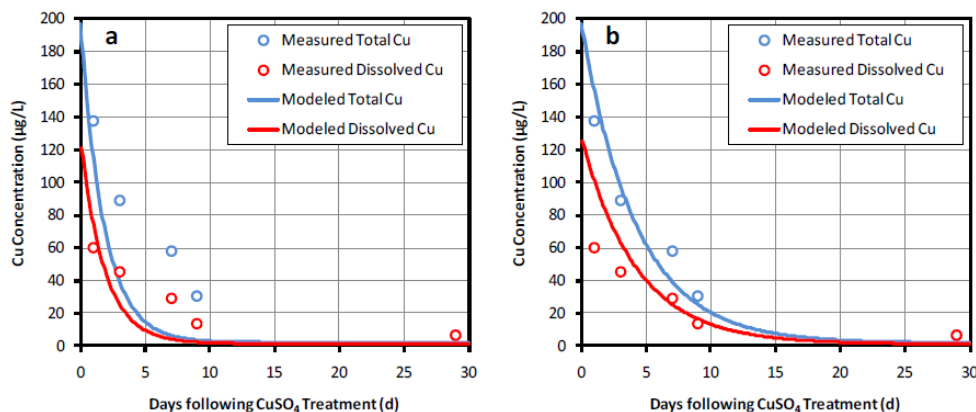 a
Measured Total Cu
Measured Dissolved Cu
Modeled Total Cu
Modeled Dissolved Cu
Cu Concentration (µg/L)
200
180
160
140
120
100
80
60
40
20
0
0 5 10 15 20 25 30
Days following CuSO₄ Treatment (d)
b
Measured Total Cu
Measured Dissolved Cu
Modeled Total Cu
Modeled Dissolved Cu
Cu Concentration (µg/L)
200
180
160
140
120
100
80
60
40
20
0
0 5 10 15 20 25 30
Days following CuSO₄ Treatment (d)